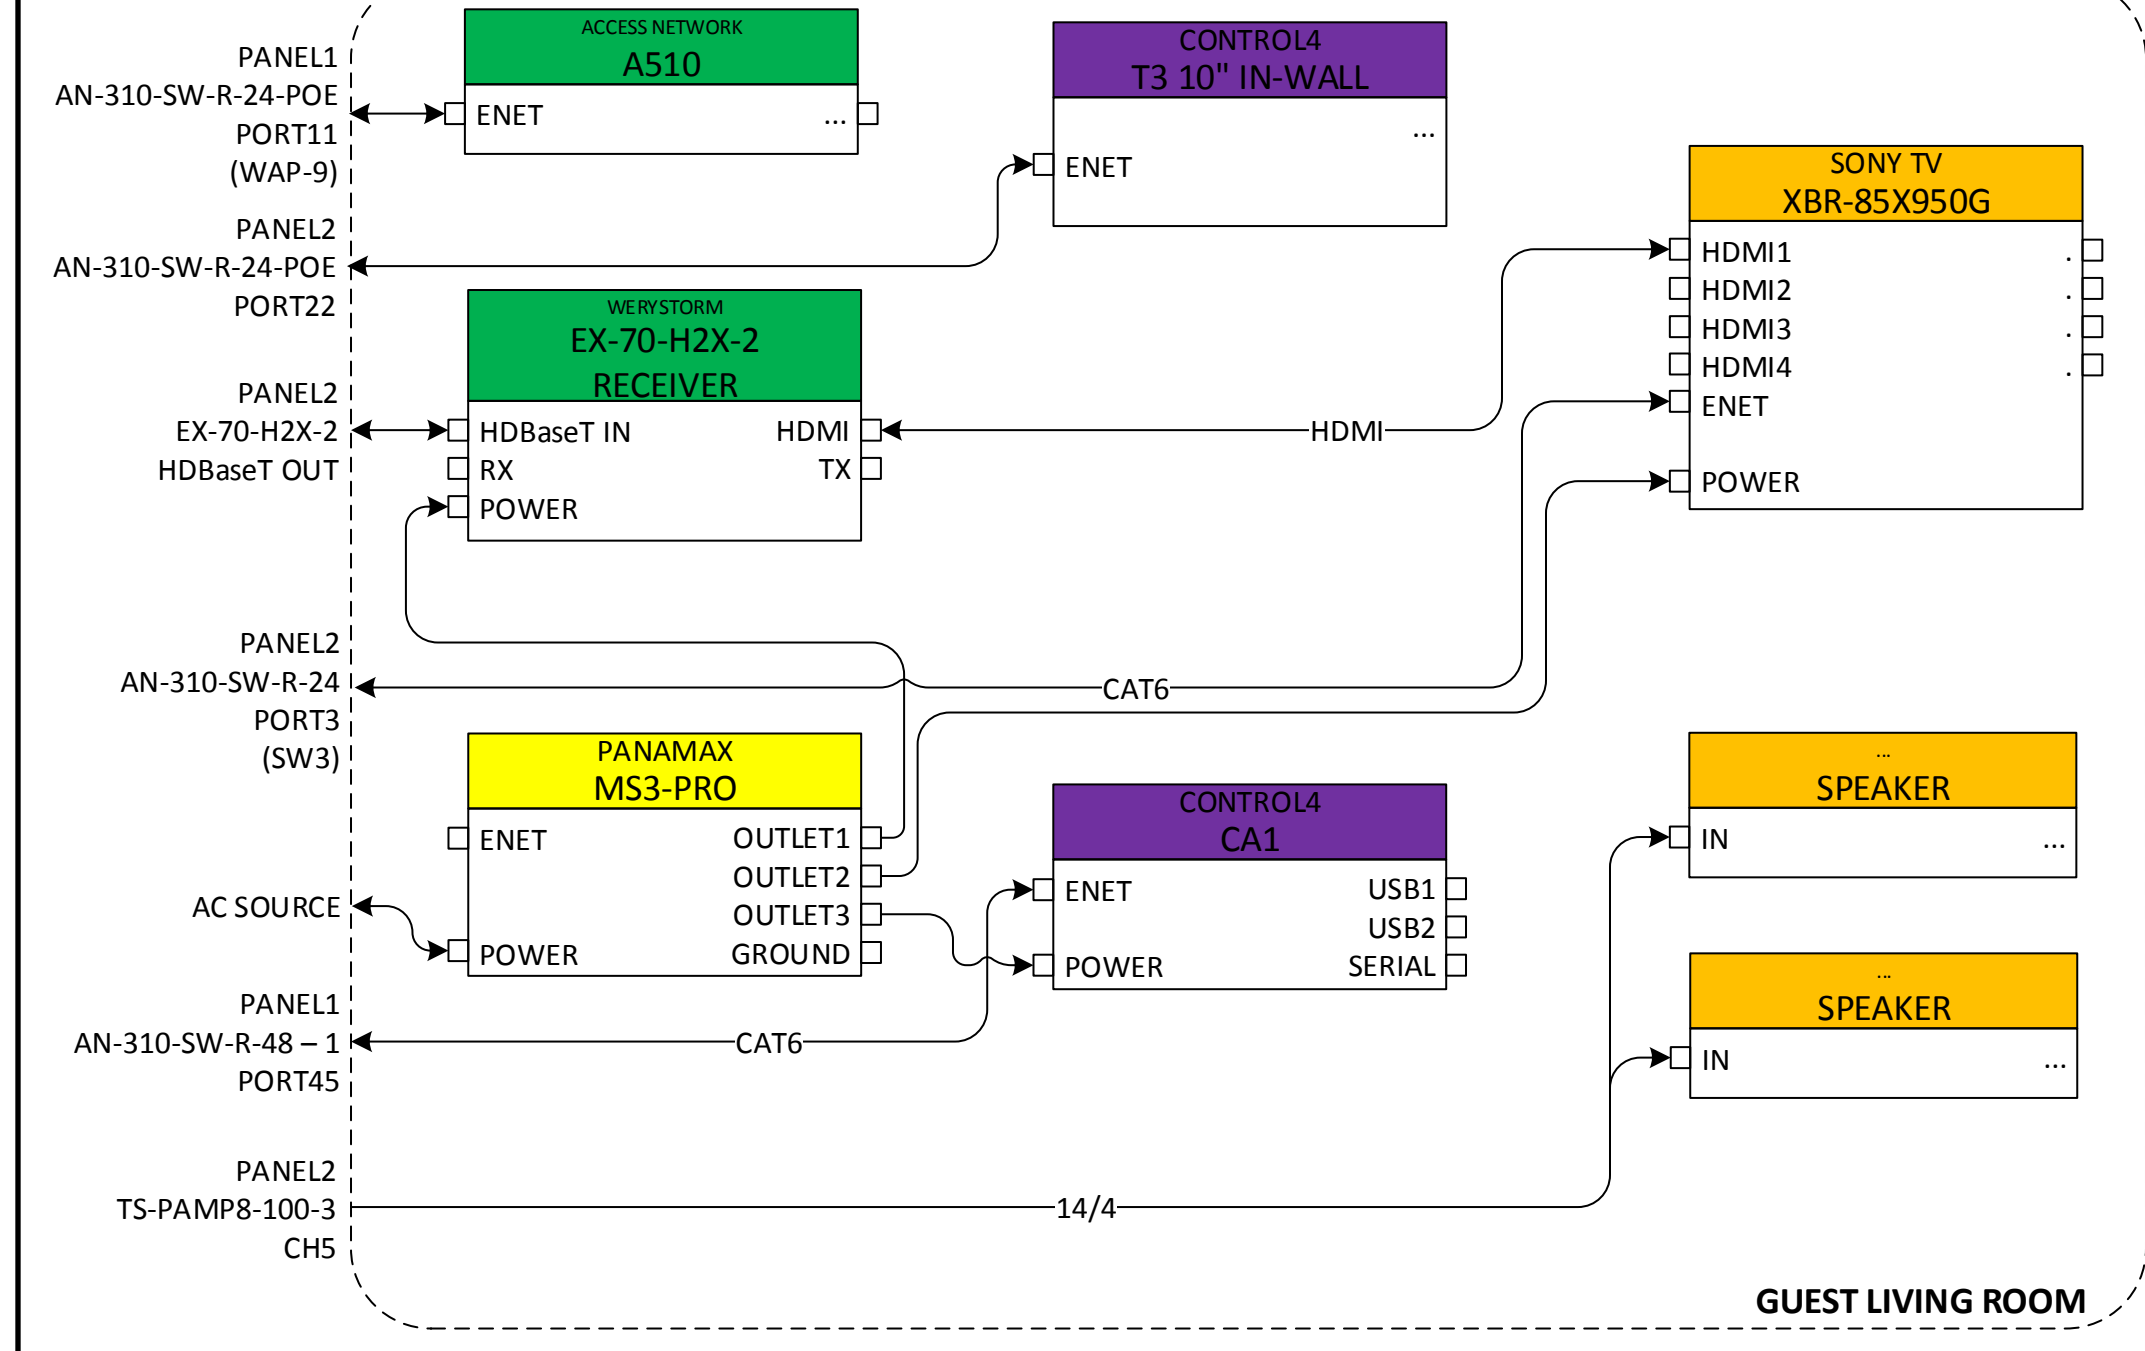 PANEL1
AN-310-SW-R-24-POE
PORT11
(WAP-9)
ACCESS NETWORK
A510
ENET
...
CONTROL4
T3 10" IN-WALL
...
ENET
PANEL2
AN-310-SW-R-24-POE
PORT22
SONY TV
XBR-85X950G
HDMI1 .
HDMI2 .
HDMI3 .
HDMI4 .
ENET
POWER
WERYSTORM
EX-70-H2X-2
RECEIVER
HDBaseT IN HDMI
RX TX
POWER
PANEL2
EX-70-H2X-2
HDBaseT OUT
HDMI
PANEL2
AN-310-SW-R-24
PORT3
(SW3)
CAT6
PANAMAX
MS3-PRO
ENET OUTLET1
OUTLET2
OUTLET3
POWER GROUND
AC SOURCE
CONTROL4
CA1
ENET USB1
USB2
POWER SERIAL
...
SPEAKER
IN ...
...
SPEAKER
IN ...
PANEL1
AN-310-SW-R-48 – 1
PORT45
CAT6
PANEL2
TS-PAMP8-100-3
CH5
14/4
GUEST LIVING ROOM